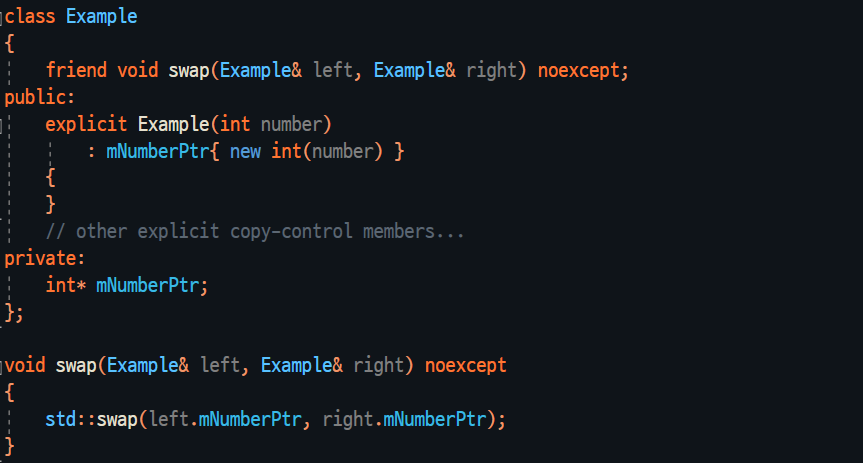 class Example
{
    friend void swap(Example& left, Example& right) noexcept;
public:
    explicit Example(int number)
        : mNumberPtr{ new int(number) }
    {
    }
    // other explicit copy-control members...
private:
    int* mNumberPtr;
};

void swap(Example& left, Example& right) noexcept
{
    std::swap(left.mNumberPtr, right.mNumberPtr);
}